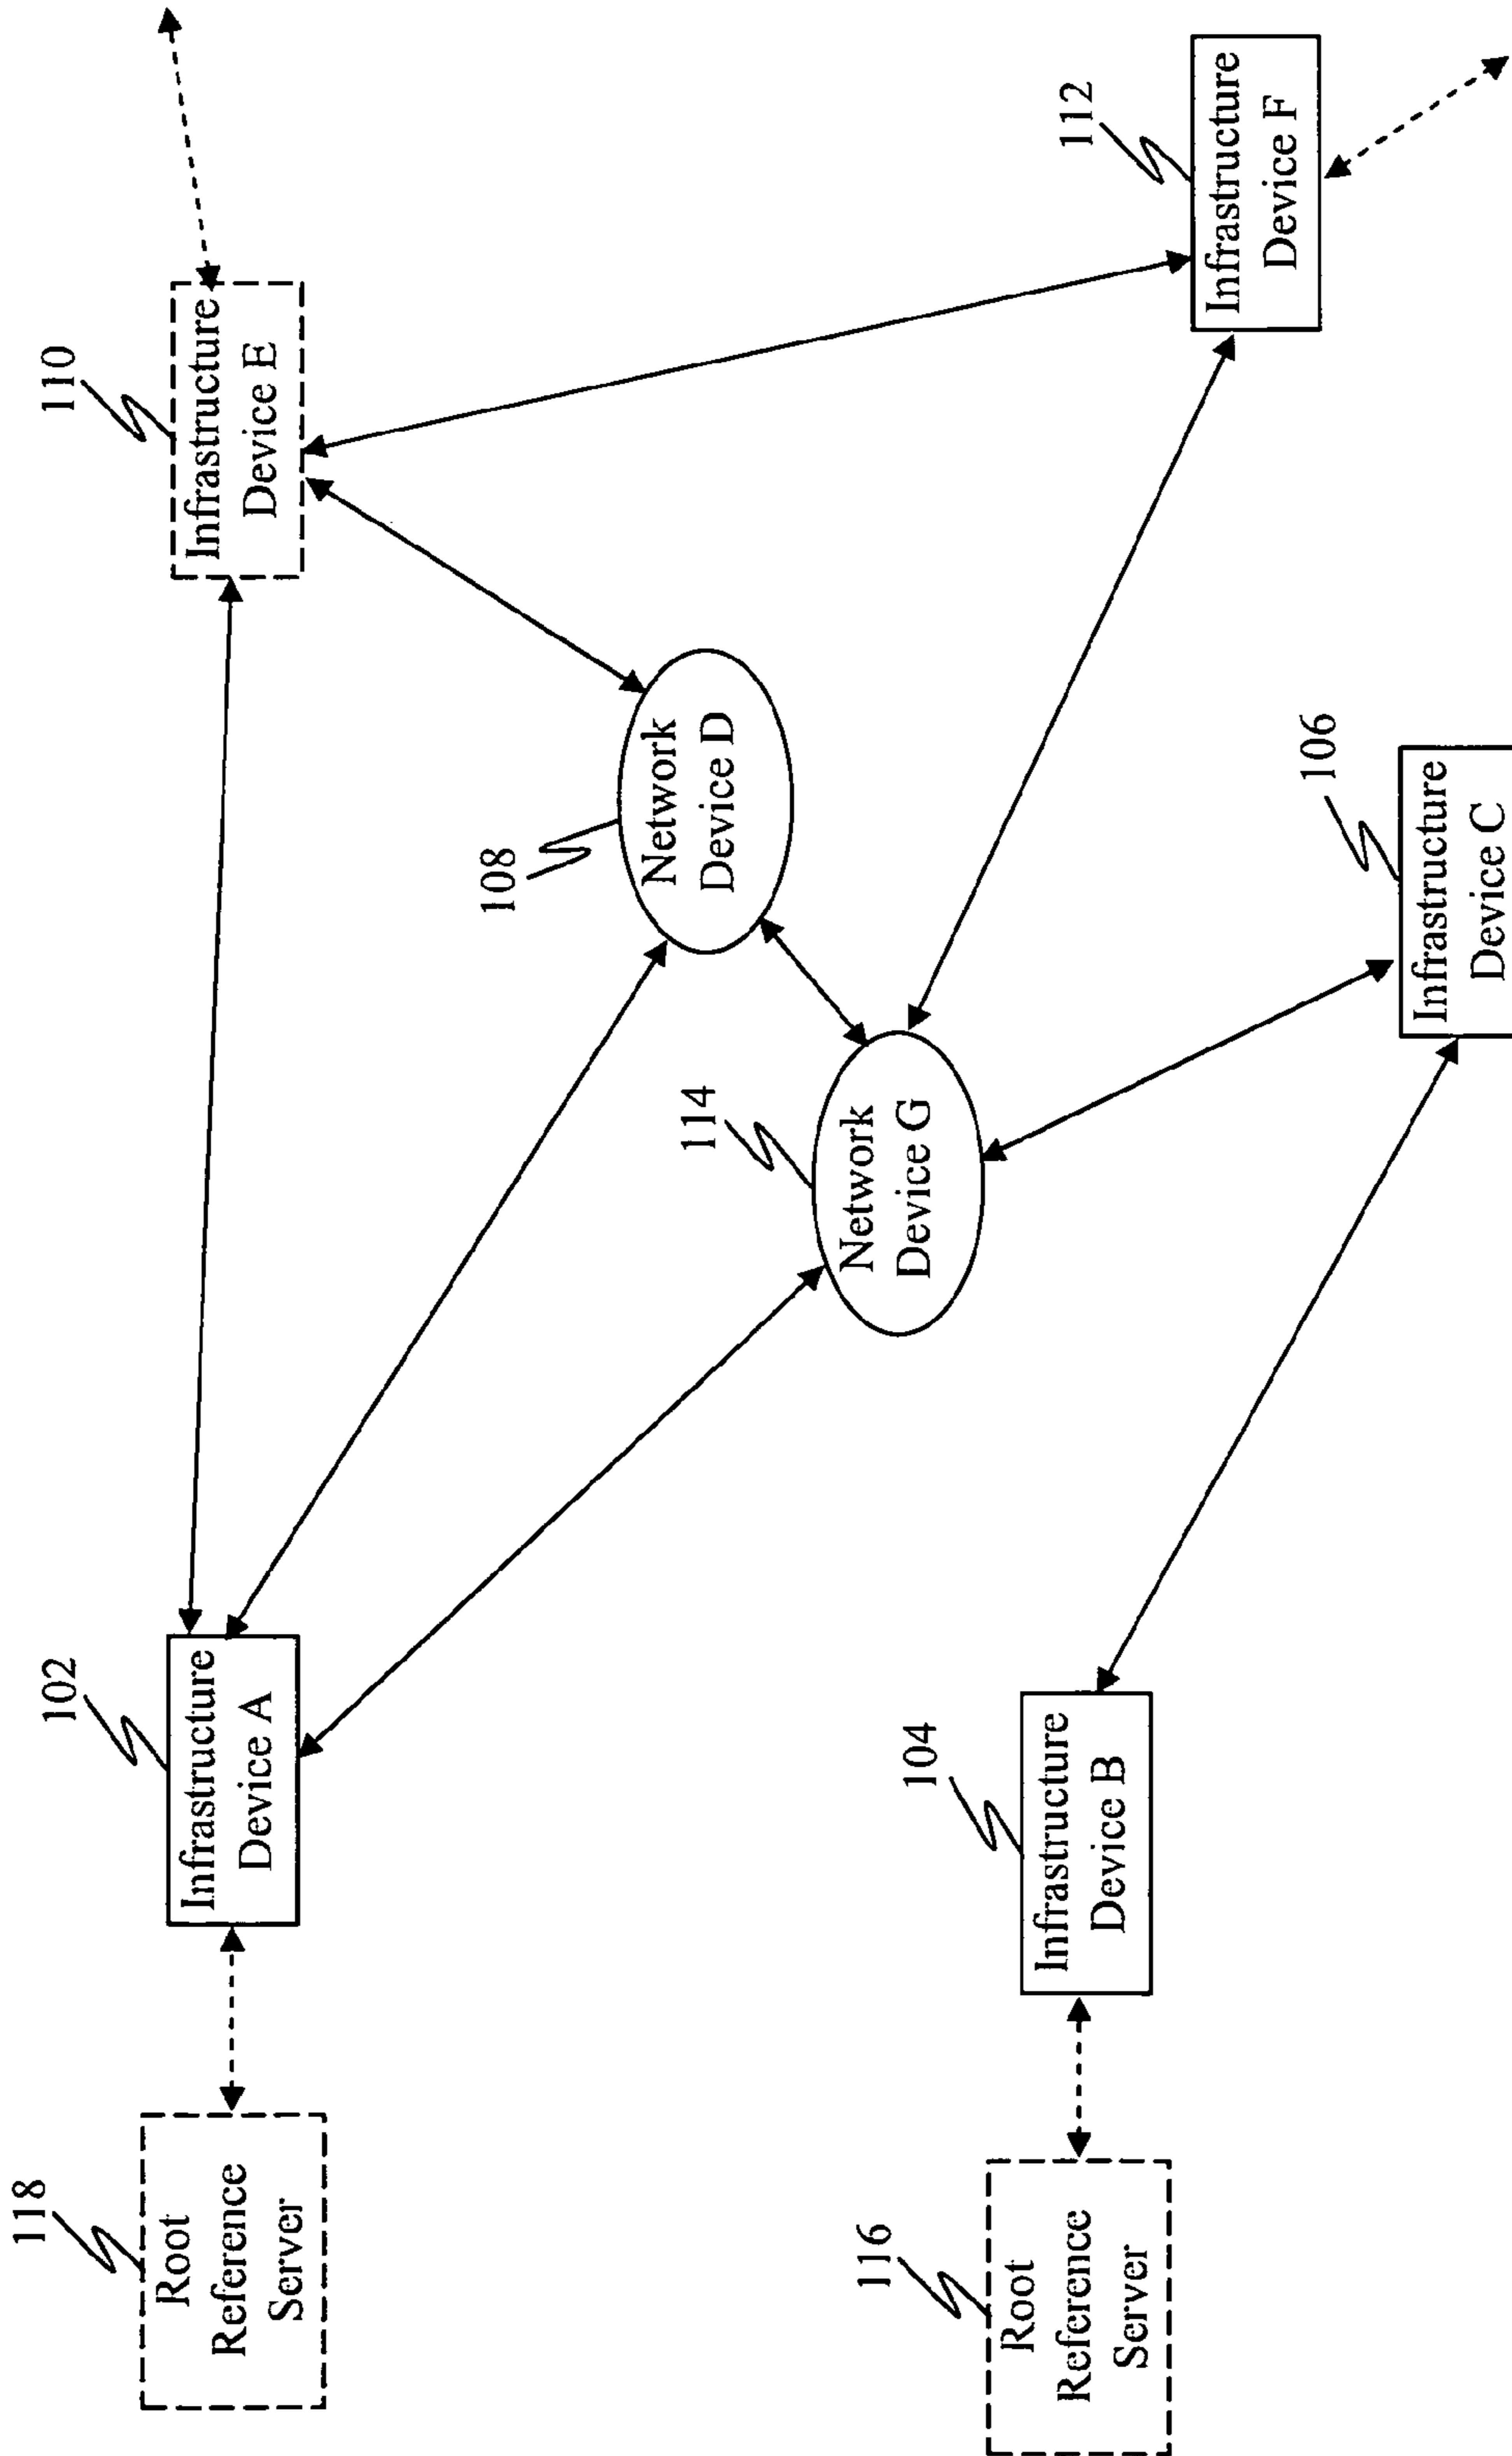 118
Root
Reference
Server
102
Infrastructure
Device A
110
Infrastructure
Device E
108
Network
Device D
114
Network
Device G
112
Infrastructure
Device F
116
Root
Reference
Server
104
Infrastructure
Device B
106
Infrastructure
Device C